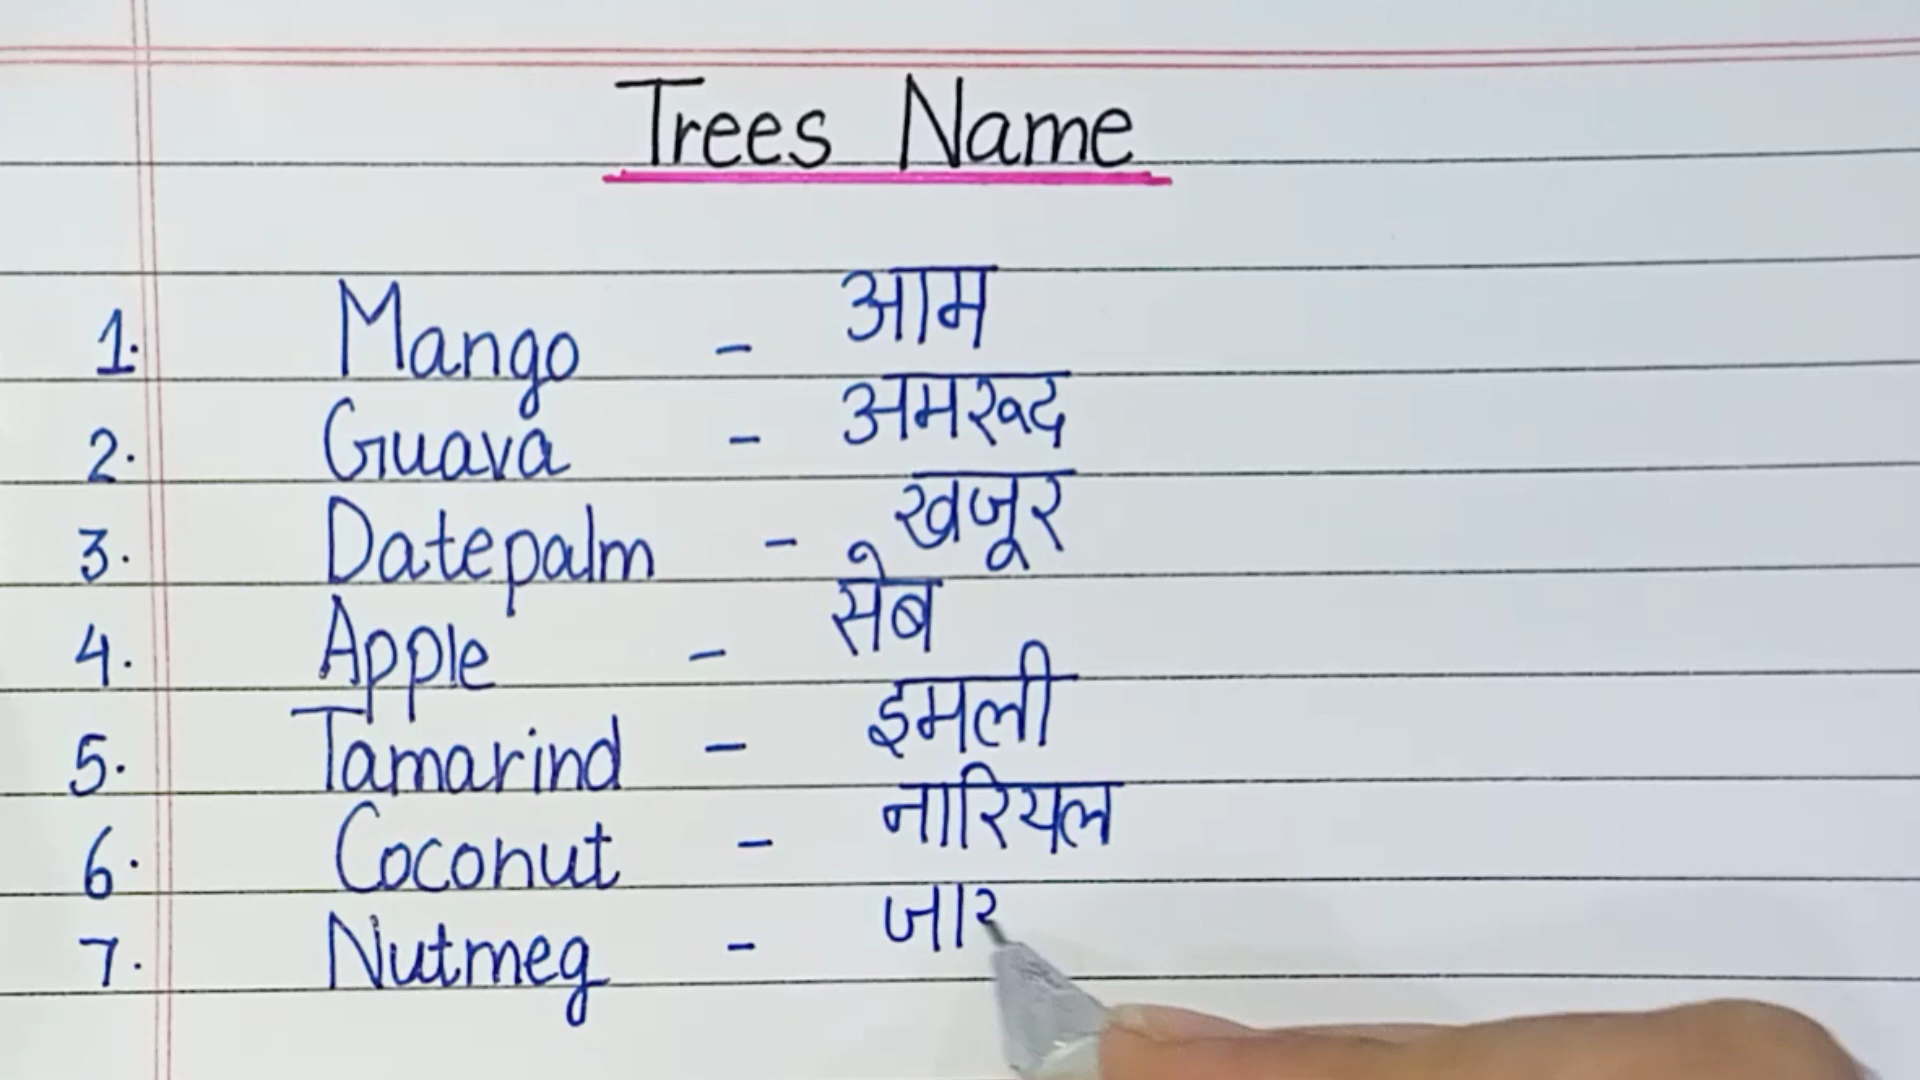 Trees Name
1. Mango - आम
2. Guava - अमरूद
3. Datepalm - खजूर
4. Apple - सेब
5. Tamarind - इमली
6. Coconut - नारियल
7. Nutmeg - जा